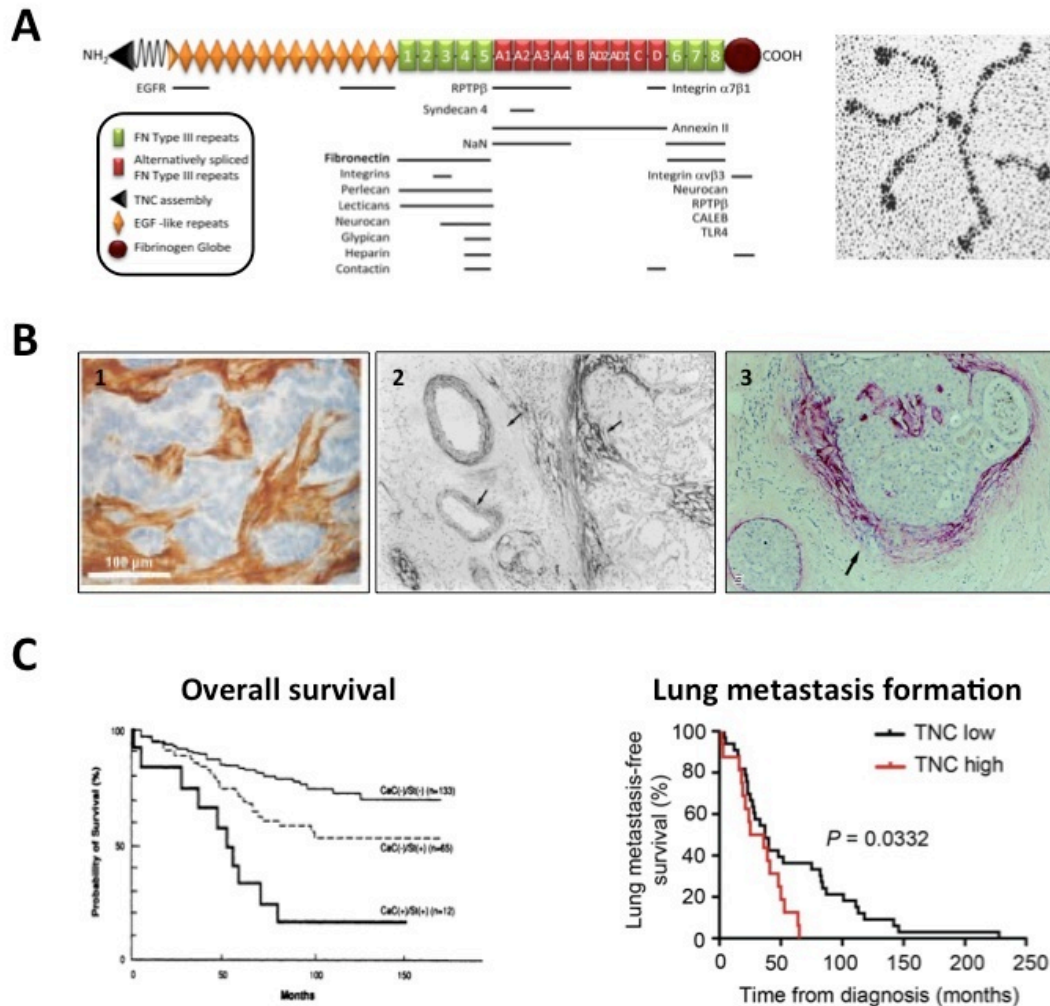 A
NH2
1 2 3 4 5 A1 A2 A3 A4 B AD2 AD1 C D 6 7 8
COOH
EGFR
RPTPβ
Integrin α7β1
Syndecan 4
Annexin II
NaN
Fibronectin
Integrins
Integrin αvβ3
Perlecan
Neurocan
Lecticans
RPTPβ
Neurocan
CALEB
Glypican
TLR4
Heparin
Contactin
FN Type III repeats
Alternatively spliced
FN Type III repeats
TNC assembly
EGF -like repeats
Fibrinogen Globe
B
1
100 µm
2
3
C
Overall survival
Probability of Survival (%)
100
50
0
0 50 100 150
Months
CaC(-)/St(-) (n=133)
CaC(-)/St(+) (n=65)
CaC(+)/St(+) (n=12)
Lung metastasis formation
Lung metastasis-free
survival (%)
100
80
60
40
20
0
0 50 100 150 200 250
Time from diagnosis (months)
TNC low
TNC high
P = 0.0332